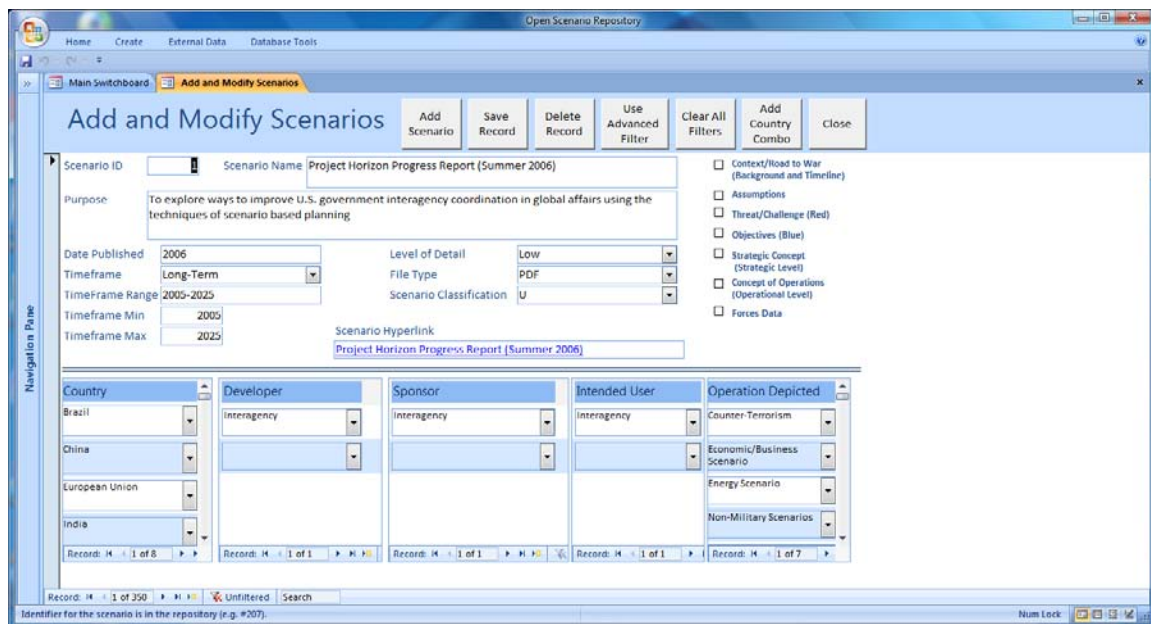 Open Scenario Repository
Home Create External Data Database Tools
Main Switchboard Add and Modify Scenarios
Add and Modify Scenarios
Add Scenario
Save Record
Delete Record
Use Advanced Filter
Clear All Filters
Add Country Combo
Close
Scenario ID 1 Scenario Name Project Horizon Progress Report (Summer 2006)
Purpose To explore ways to improve U.S. government interagency coordination in global affairs using the
techniques of scenario based planning
Date Published 2006 Level of Detail Low
Timeframe Long-Term File Type PDF
TimeFrame Range 2005-2025 Scenario Classification U
Timeframe Min 2005
Timeframe Max 2025
Scenario Hyperlink
Project Horizon Progress Report (Summer 2006)
Context/Road to War
(Background and Timeline)
Assumptions
Threat/Challenge (Red)
Objectives (Blue)
Strategic Concept
(Strategic Level)
Concept of Operations
(Operational Level)
Forces Data
Navigation Pane
Country Developer Sponsor Intended User Operation Depicted
Brazil Interagency Interagency Interagency Counter-Terrorism
China Economic/Business
Scenario
European Union Energy Scenario
India Non-Military Scenarios
Record: 1 of 8 Record: 1 of 1 Record: 1 of 1 Record: 1 of 1 Record: 1 of 7
Record: 1 of 350 Unfiltered Search
Identifier for the scenario is in the repository (e.g. #207). Num Lock